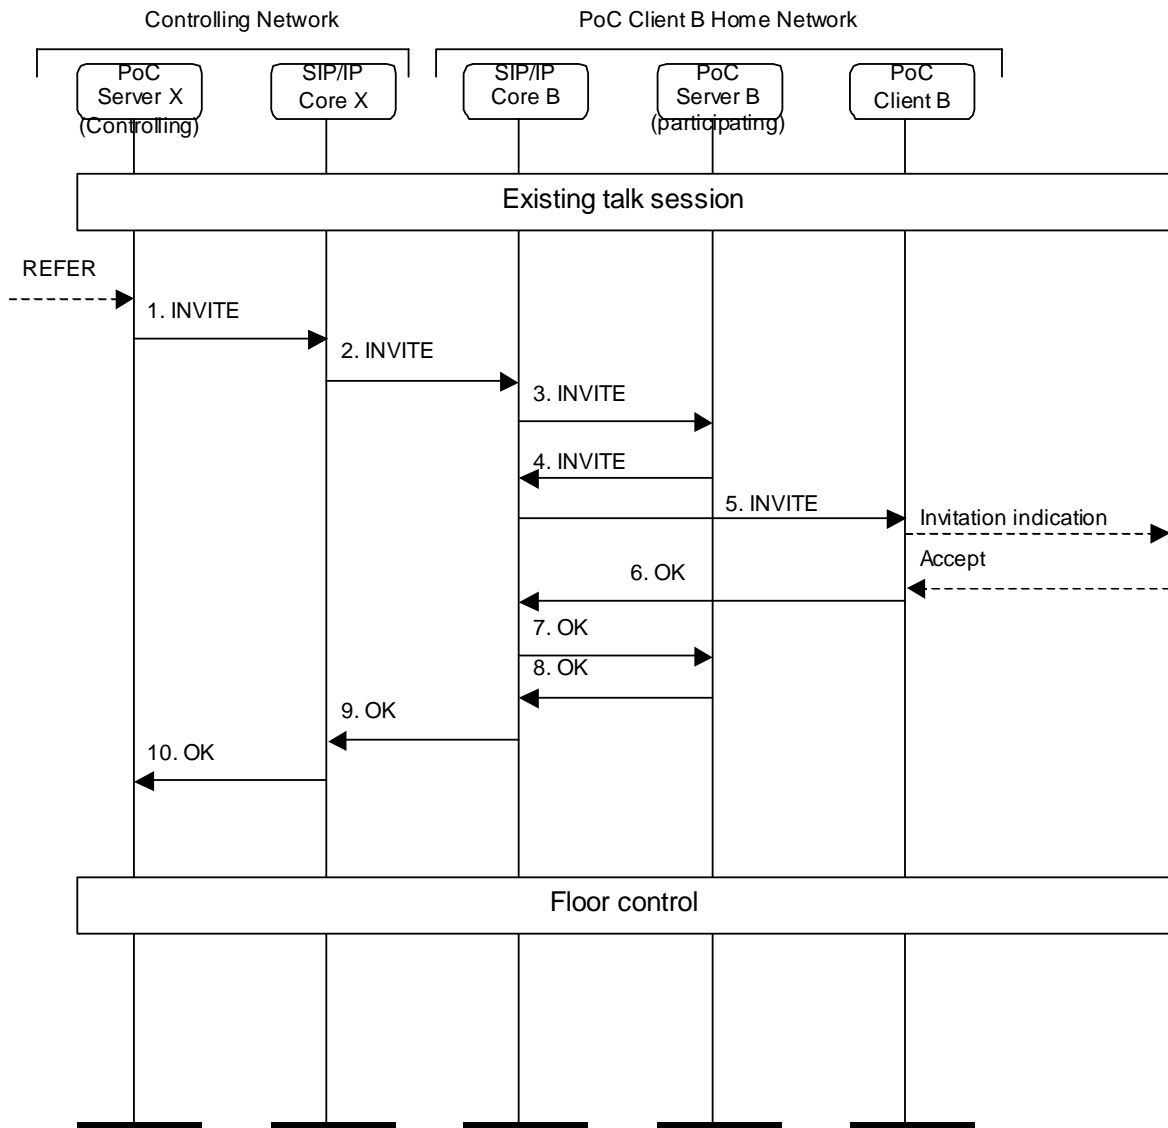 Controlling Network
PoC Client B Home Network
PoC
Server X
(Controlling)
SIP/IP
Core X
SIP/IP
Core B
PoC
Server B
(participating)
PoC
Client B
Existing talk session
REFER
1. INVITE
2. INVITE
3. INVITE
4. INVITE
5. INVITE
Invitation indication
Accept
6. OK
7. OK
8. OK
9. OK
10. OK
Floor control